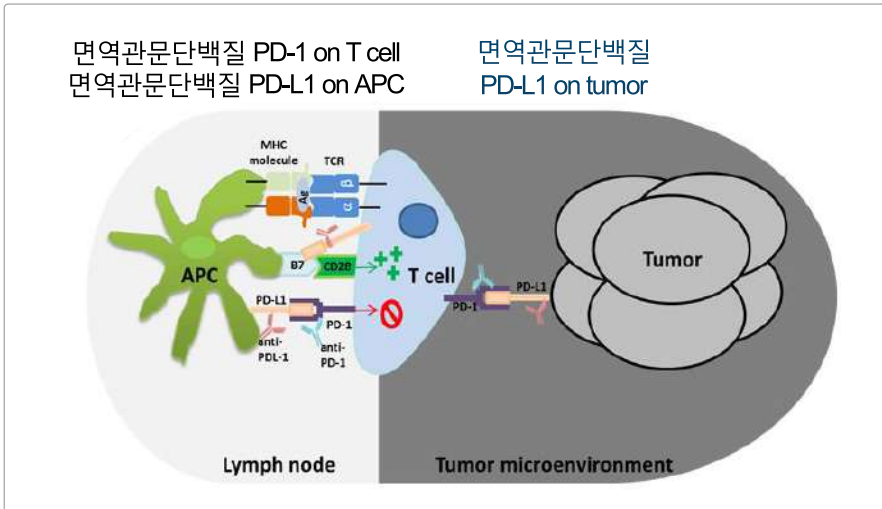 면역관문단백질 PD-1 on T cell
면역관문단백질 PD-L1 on APC
면역관문단백질
PD-L1 on tumor
MHC
molecule
TCR
Ag
β
α
B7
CD28
APC
T cell
PD-L1
PD-1
anti-
PDL-1
anti-
PD-1
PD-1
PD-L1
Tumor
Lymph node
Tumor microenvironment